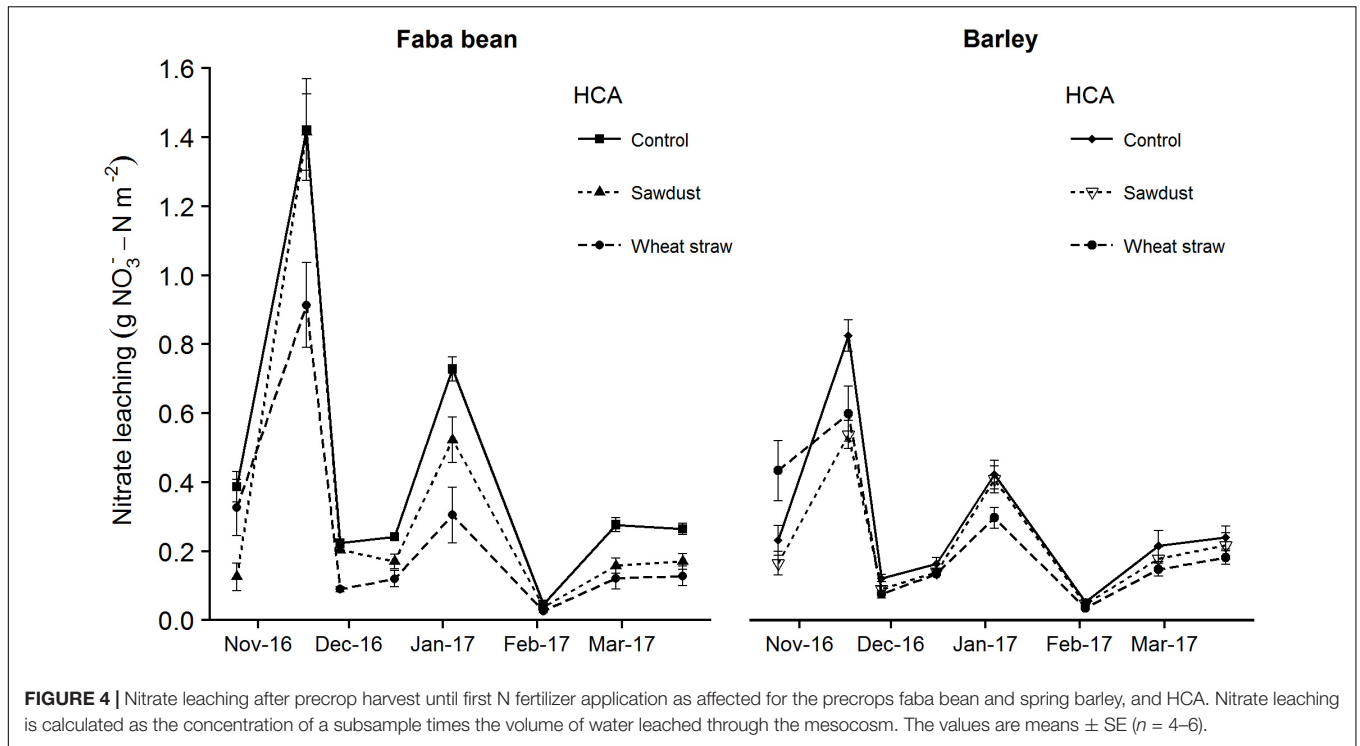 Faba bean
Barley
Nitrate leaching (g NO₃⁻ – N m⁻²)
1.6
1.4
1.2
1.0
0.8
0.6
0.4
0.2
0.0
HCA
Control
Sawdust
Wheat straw
HCA
Control
Sawdust
Wheat straw
Nov-16 Dec-16 Jan-17 Feb-17 Mar-17
Nov-16 Dec-16 Jan-17 Feb-17 Mar-17
FIGURE 4 | Nitrate leaching after precrop harvest until first N fertilizer application as affected for the precrops faba bean and spring barley, and HCA. Nitrate leaching
is calculated as the concentration of a subsample times the volume of water leached through the mesocosm. The values are means ± SE (n = 4–6).